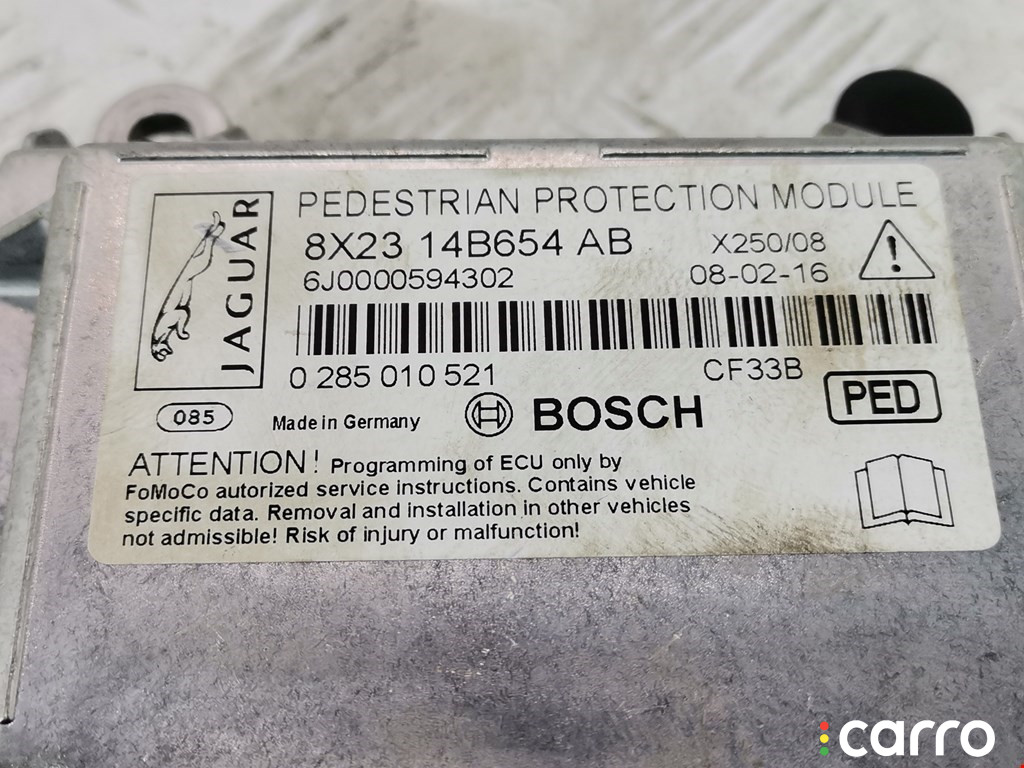 JAGUAR
PEDESTRIAN PROTECTION MODULE
8X23 14B654 AB
X250/08
6J0000594302
08-02-16
0 285 010 521
CF33B
085
Made in Germany
BOSCH
PED
ATTENTION! Programming of ECU only by
FoMoCo autorized service instructions. Contains vehicle
specific data. Removal and installation in other vehicles
not admissible! Risk of injury or malfunction!
carro